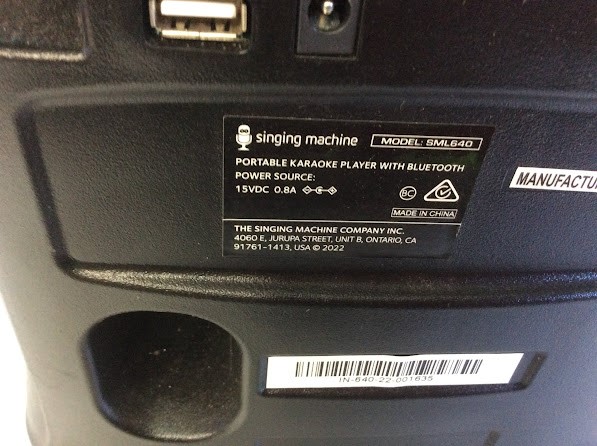 singing machine MODEL: SML640
PORTABLE KARAOKE PLAYER WITH BLUETOOTH
POWER SOURCE:
15VDC 0.8A
BC
MADE IN CHINA
MANUFACTU
THE SINGING MACHINE COMPANY INC.
4060 E, JURUPA STREET, UNIT B, ONTARIO, CA
91761-1413, USA © 2022
IN-640-22-001635